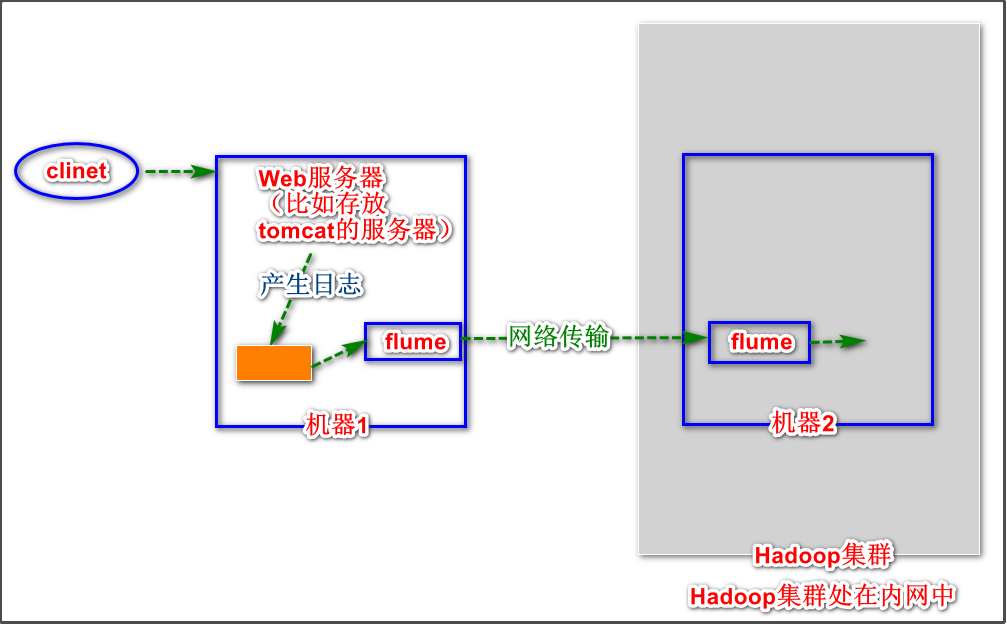 clinet
Web服务器
（比如存放
tomcat的服务器）
产生日志
flume
机器1
网络传输
flume
机器2
Hadoop集群
Hadoop集群处在内网中